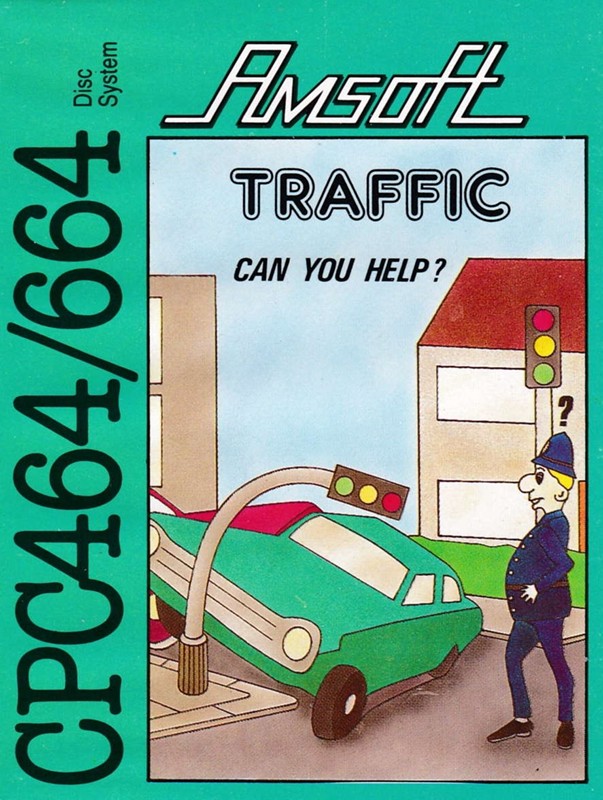 AMSOFT
TRAFFIC
CAN YOU HELP?
?
CPC464/664
Disc
System